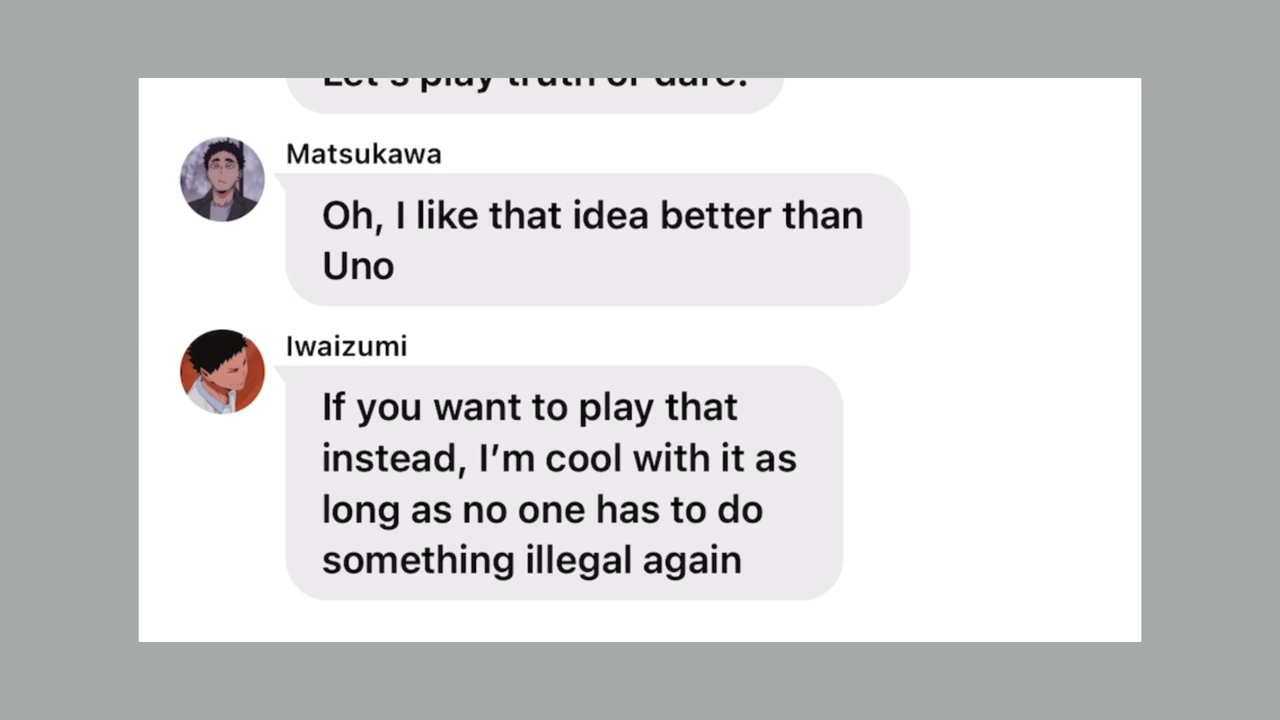 Let's play truth or dare!
Matsukawa
Oh, I like that idea better than
Uno
Iwaizumi
If you want to play that
instead, I’m cool with it as
long as no one has to do
something illegal again